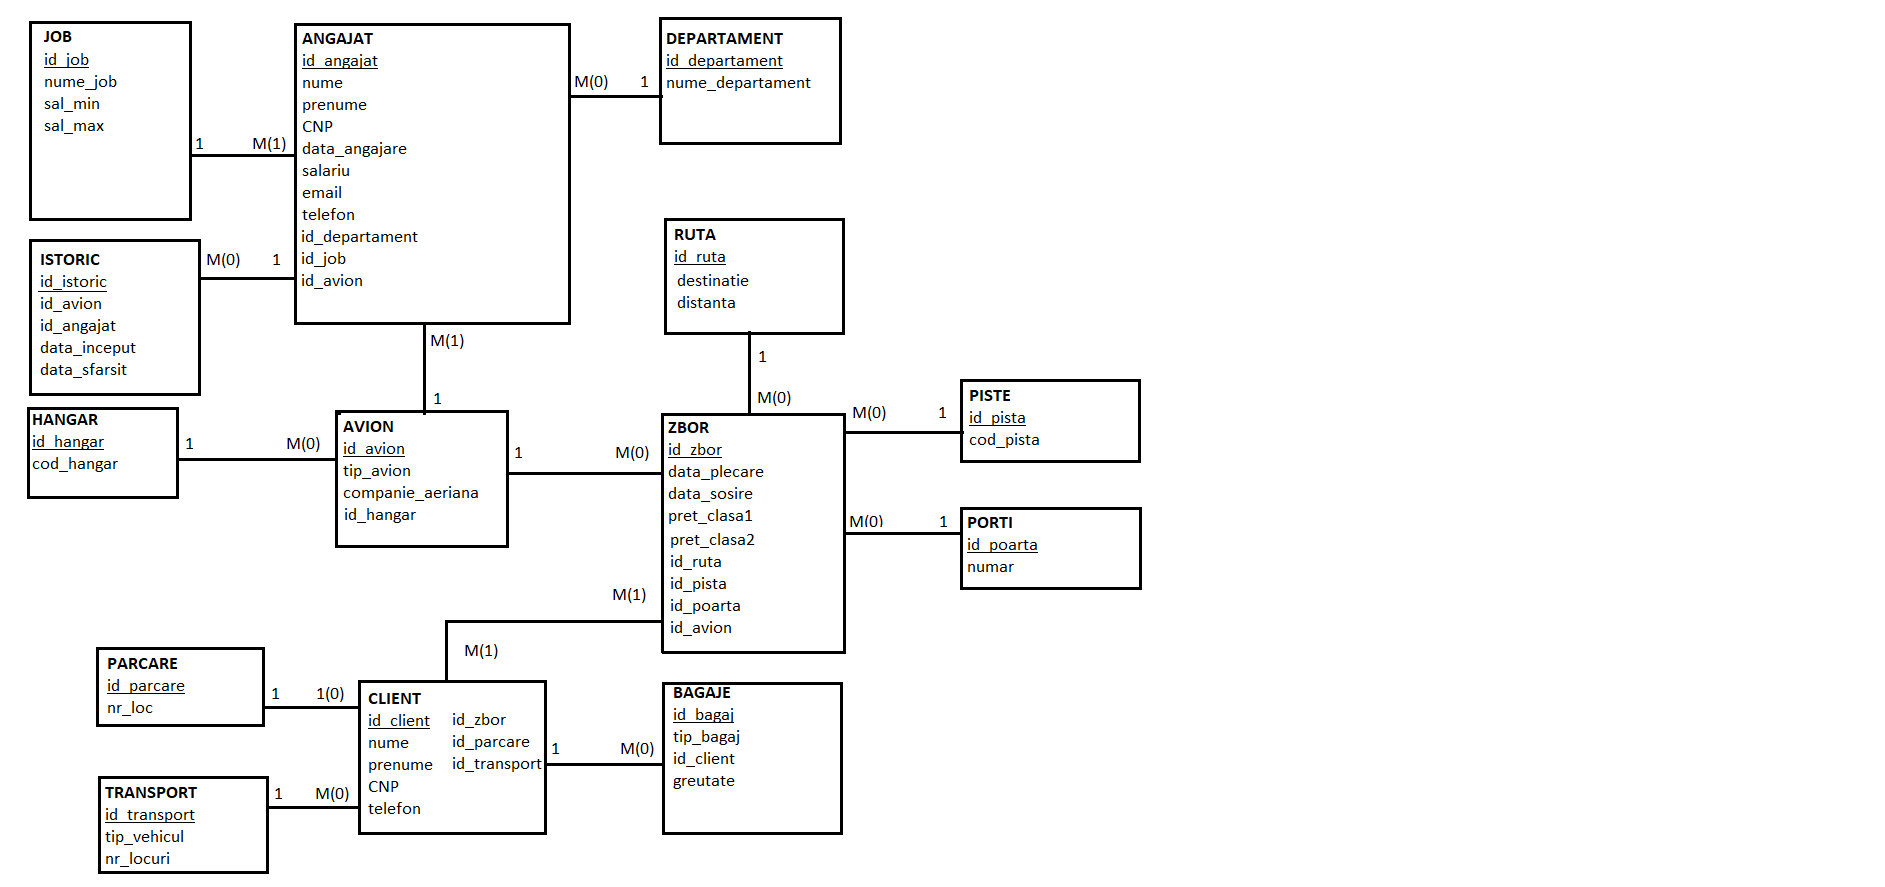 JOB
id_job
nume_job
sal_min
sal_max
1
M(1)
ANGAJAT
id_angajat
nume
prenume
CNP
data_angajare
salariu
email
telefon
id_departament
id_job
id_avion
M(0)
1
DEPARTAMENT
id_departament
nume_departament
ISTORIC
id_istoric
id_avion
id_angajat
data_inceput
data_sfarsit
M(0)
1
M(1)
1
RUTA
id_ruta
destinatie
distanta
1
M(0)
HANGAR
id_hangar
cod_hangar
1
M(0)
AVION
id_avion
tip_avion
companie_aeriana
id_hangar
1
M(0)
ZBOR
id_zbor
data_plecare
data_sosire
pret_clasa1
pret_clasa2
id_ruta
id_pista
id_poarta
id_avion
M(0)
1
PISTE
id_pista
cod_pista
M(0)
1
PORTI
id_poarta
numar
M(1)
M(1)
PARCARE
id_parcare
nr_loc
1
1(0)
CLIENT
id_client
nume
prenume
CNP
telefon
id_zbor
id_parcare
id_transport
1
M(0)
BAGAJE
id_bagaj
tip_bagaj
id_client
greutate
TRANSPORT
id_transport
tip_vehicul
nr_locuri
1
M(0)